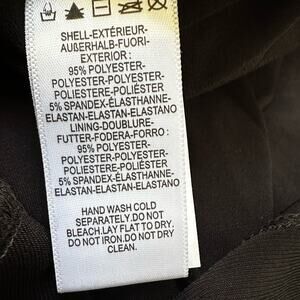 SHELL-EXTÉRIEUR-
AUßERHALB-FUORI-
EXTERIOR :
95% POLYESTER-
POLYESTER-POLYESTER-
POLIESTERE-POLIÉSTER
5% SPANDEX-ÉLASTHANNE-
ELASTAN-ELASTAN-ELASTANO
LINING-DOUBLURE-
FUTTER-FODERA-FORRO :
95% POLYESTER-
POLYESTER-POLYESTER-
POLIESTERE-POLIÉSTER
5% SPANDEX-ÉLASTHANNE-
ELASTAN-ELASTAN-ELASTANO
HAND WASH COLD
SEPARATELY.DO NOT
BLEACH.LAY FLAT TO DRY.
DO NOT IRON.DO NOT DRY
CLEAN.